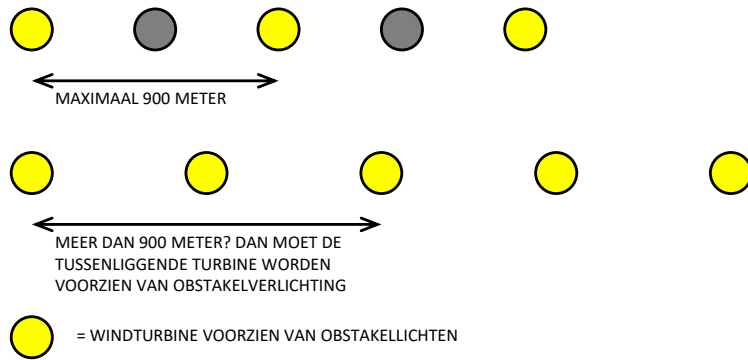 MAXIMAAL 900 METER
MEER DAN 900 METER? DAN MOET DE
TUSSENLIGGENDE TURBINE WORDEN
VOORZIEN VAN OBSTAKELVERLICHTING
= WINDTURBINE VOORZIEN VAN OBSTAKELLICHTEN